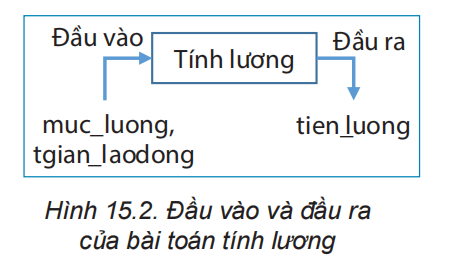 Đầu vào
Tính lương
Đầu ra
muc_luong,
tgian_laodong
tien_luong
Hình 15.2. Đầu vào và đầu ra
của bài toán tính lương